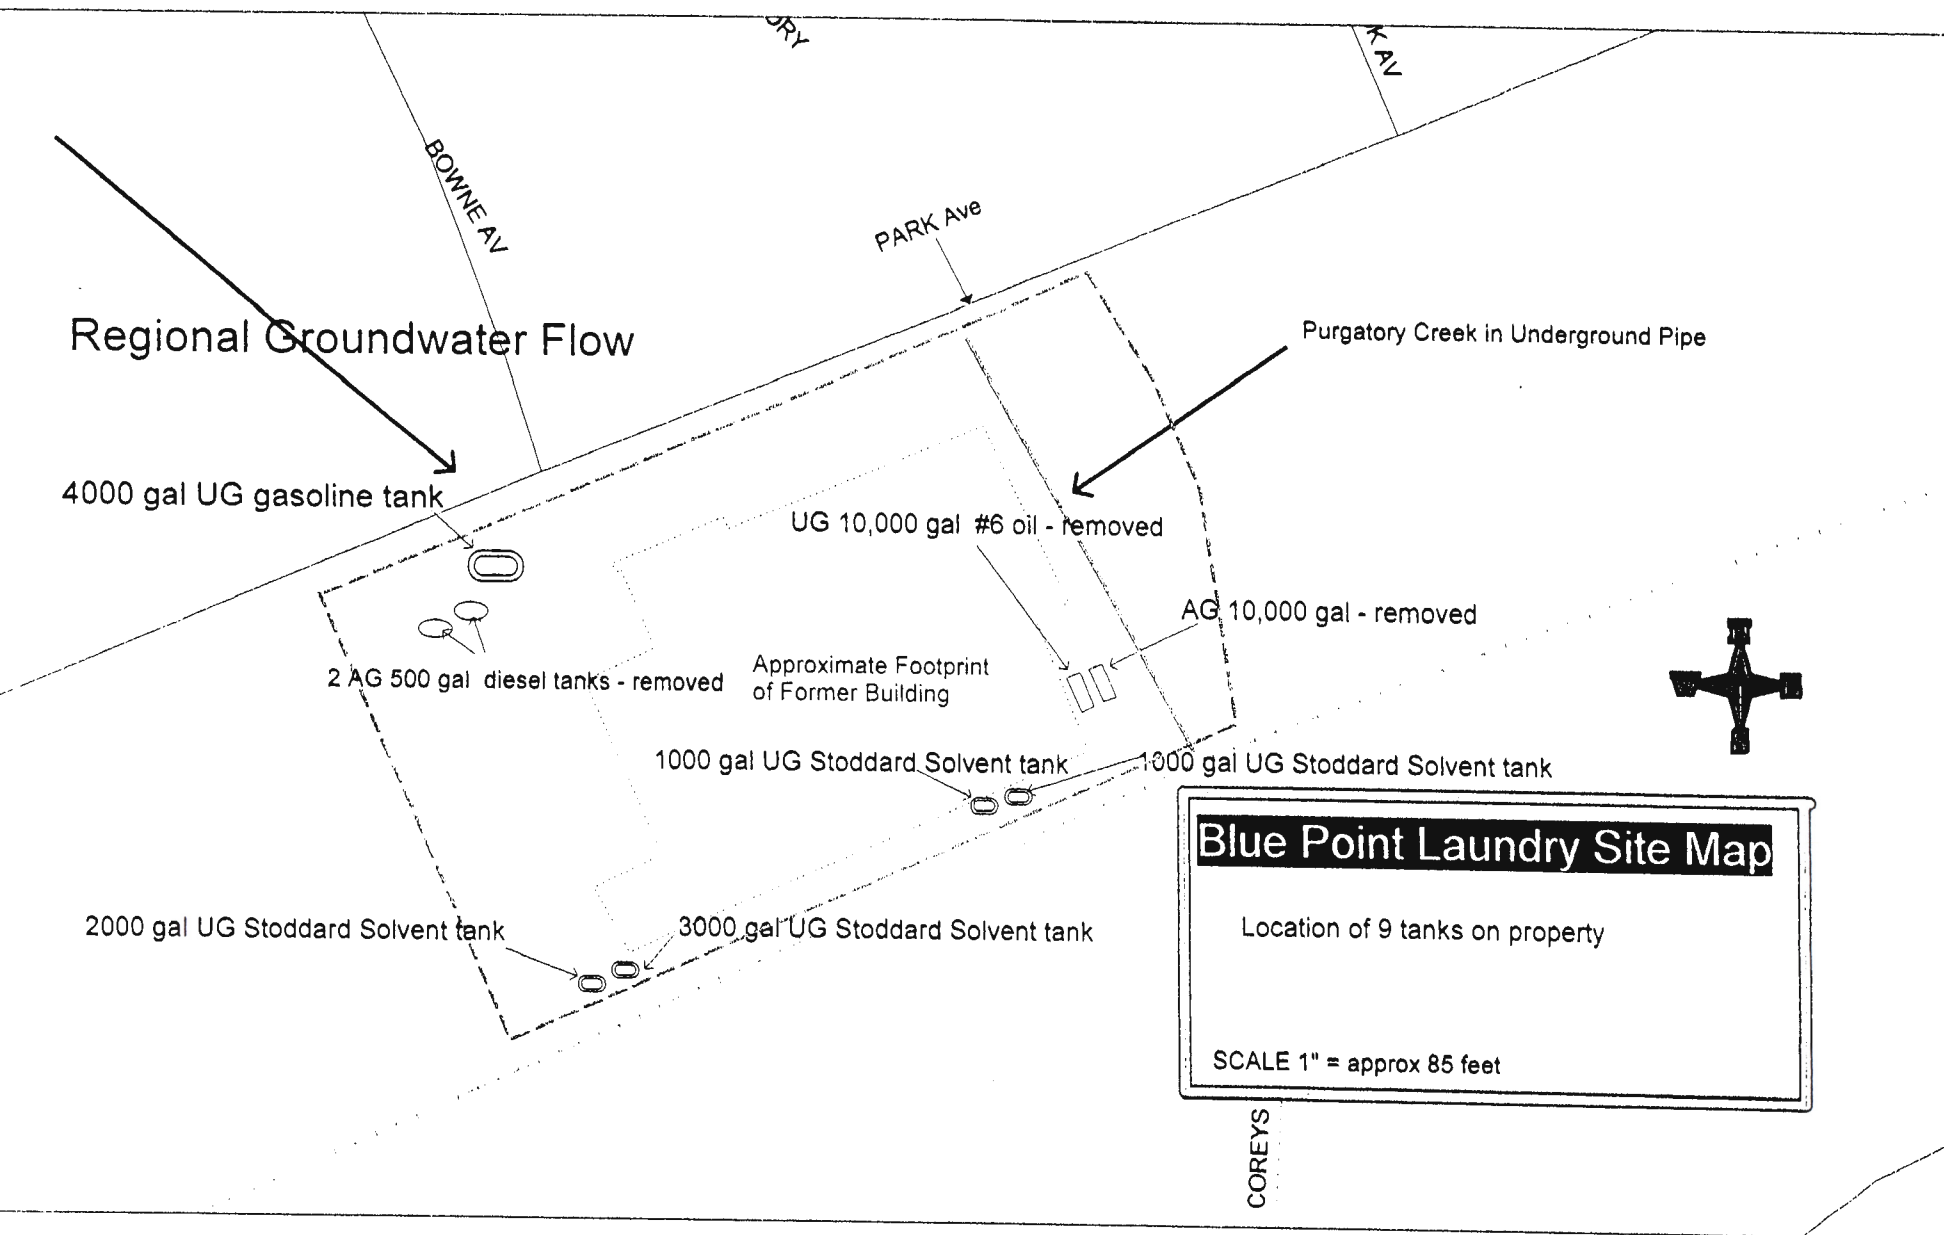 ORY
K AV
BOWNE AV
PARK Ave
Regional Groundwater Flow
Purgatory Creek in Underground Pipe
4000 gal UG gasoline tank
UG 10,000 gal #6 oil - removed
AG 10,000 gal - removed
2 AG 500 gal diesel tanks - removed
Approximate Footprint
of Former Building
1000 gal UG Stoddard Solvent tank
1000 gal UG Stoddard Solvent tank
Blue Point Laundry Site Map
2000 gal UG Stoddard Solvent tank
3000 gal UG Stoddard Solvent tank
Location of 9 tanks on property
SCALE 1" = approx 85 feet
COREYS